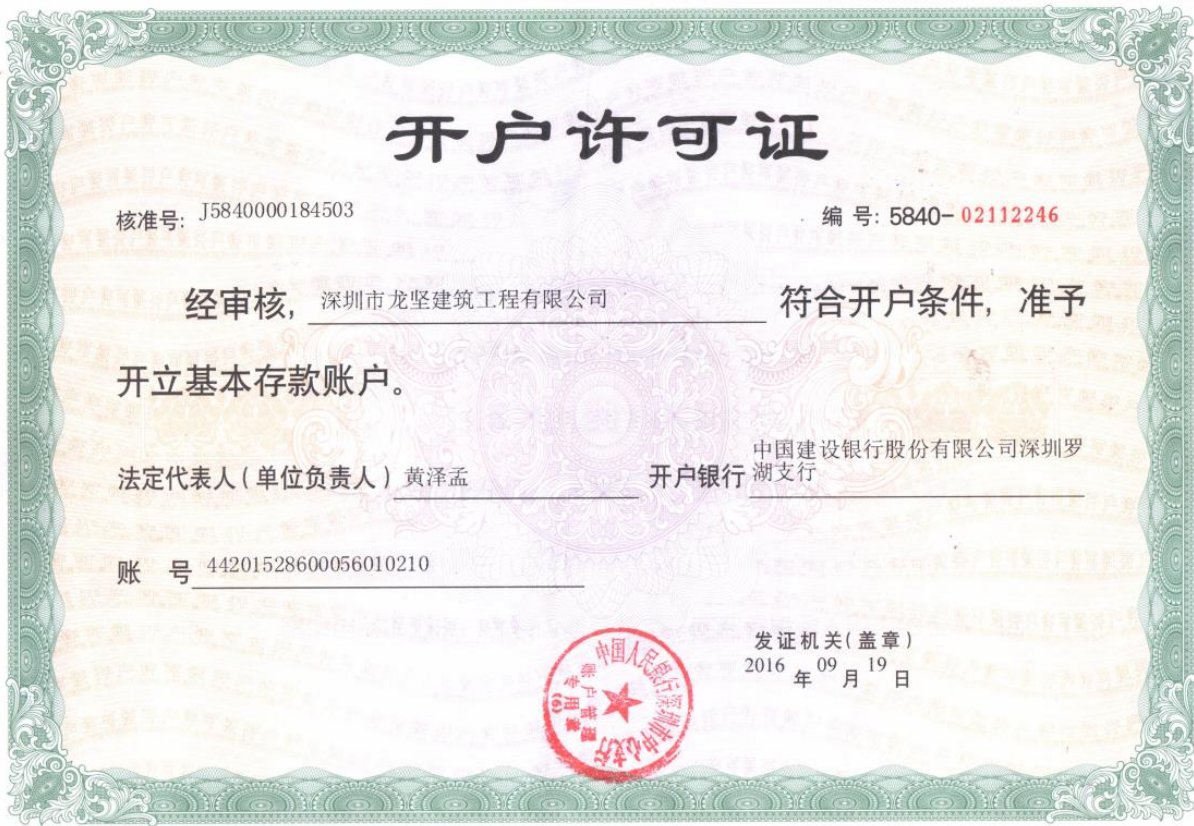 开户许可证
核准号: J5840000184503
编 号: 5840-02112246
经审核, 深圳市龙坚建筑工程有限公司 符合开户条件, 准予
开立基本存款账户。
法定代表人(单位负责人) 黄泽孟 开户银行 中国建设银行股份有限公司深圳罗
湖支行
账 号 44201528600056010210
发证机关(盖章)
2016 年 09 月 19 日
中国人民银行深圳市中心支行
账户管理
专用章
(6)